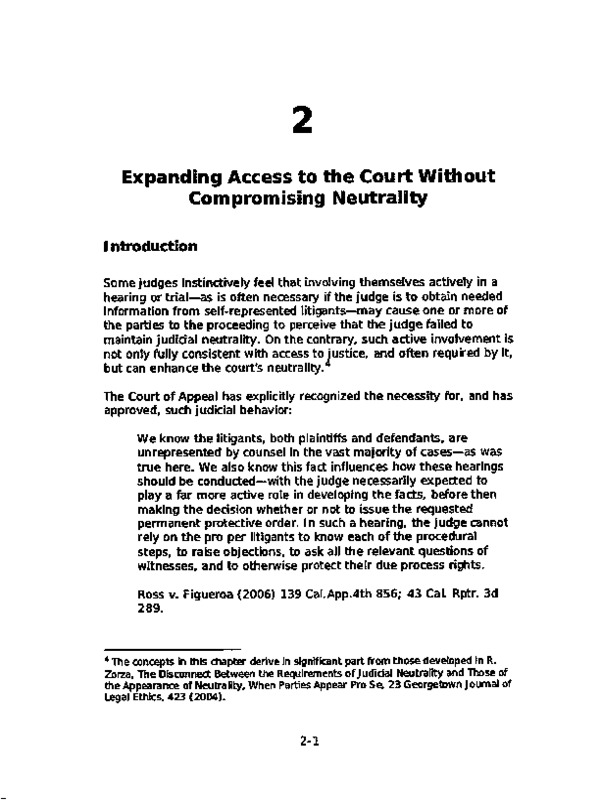 2
Expanding Access to the Court Without
Compromising Neutrality
Introduction
Some judges instinctively feel that involving themselves actively in a
hearing or trial—as is often necessary if the judge is to obtain needed
information from self-represented litigants—may cause one or more of
the parties to the proceeding to perceive that the judge failed to
maintain judicial neutrality. On the contrary, such active involvement is
not only fully consistent with access to justice, and often required by it,
but can enhance the court's neutrality.4
The Court of Appeal has explicitly recognized the necessity for, and has
approved, such judicial behavior:
We know the litigants, both plaintiffs and defendants, are
unrepresented by counsel in the vast majority of cases—as was
true here. We also know this fact influences how these hearings
should be conducted—with the judge necessarily expected to
play a far more active role in developing the facts, before then
making the decision whether or not to issue the requested
permanent protective order. In such a hearing, the judge cannot
rely on the pro per litigants to know each of the procedural
steps, to raise objections, to ask all the relevant questions of
witnesses, and to otherwise protect their due process rights.
Ross v. Figueroa (2006) 139 Cal.App.4th 856; 43 Cal. Rptr. 3d
289.
4 The concepts in this chapter derive in significant part from those developed in R.
Zorza, The Disconnect Between the Requirements of Judicial Neutrality and Those of
the Appearance of Neutrality, When Parties Appear Pro Se, 23 Georgetown Journal of
Legal Ethics, 423 (2004).
2-1